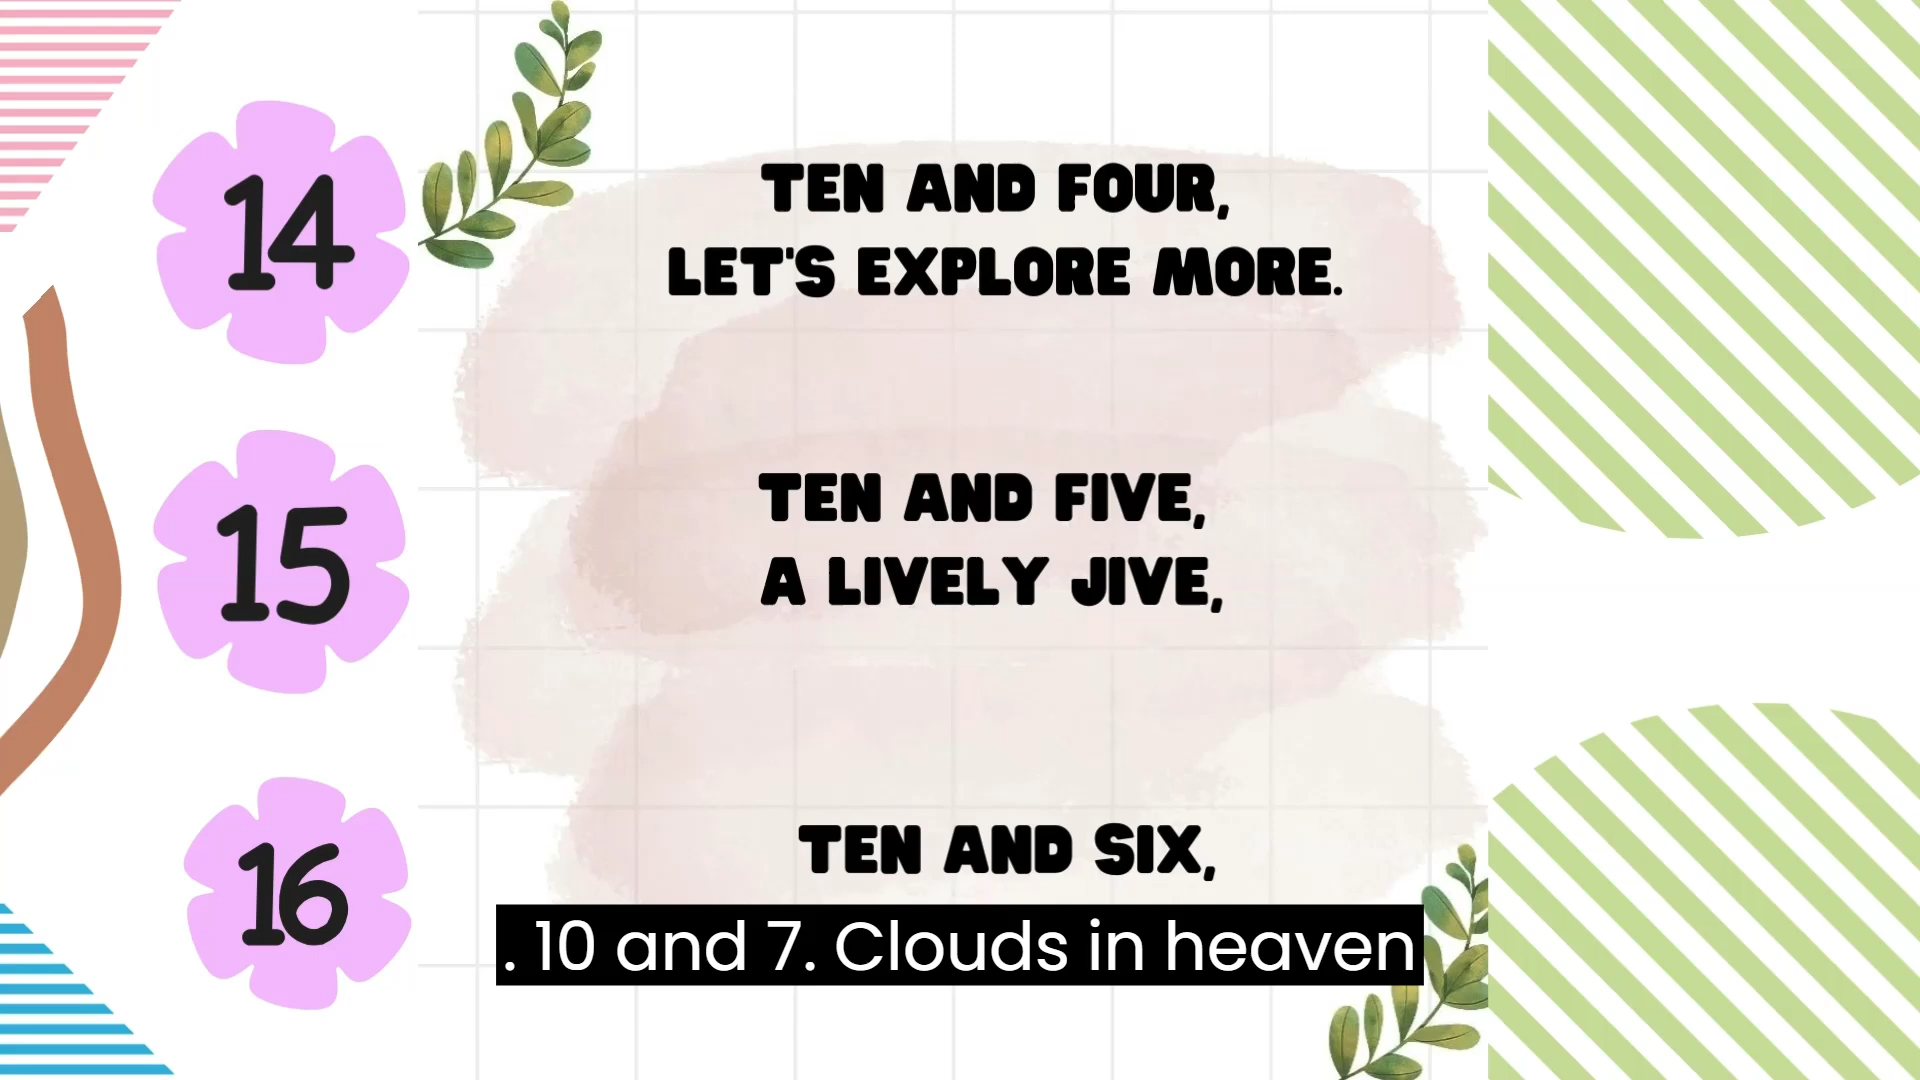 14
TEN AND FOUR,
LET'S EXPLORE MORE.
15
TEN AND FIVE,
A LIVELY JIVE,
16
TEN AND SIX,
. 10 and 7. Clouds in heaven